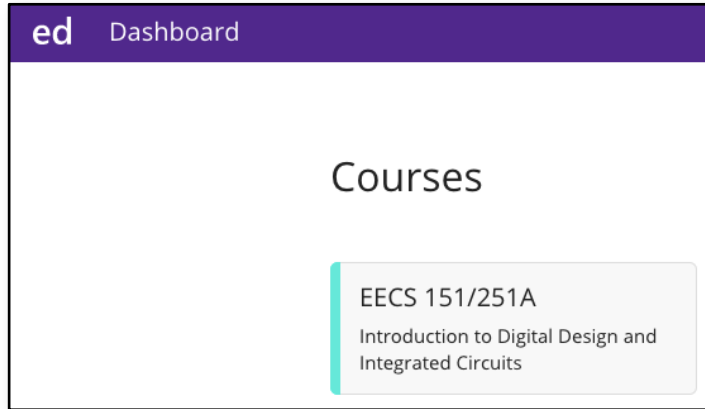 ed Dashboard
Courses
EECS 151/251A
Introduction to Digital Design and
Integrated Circuits